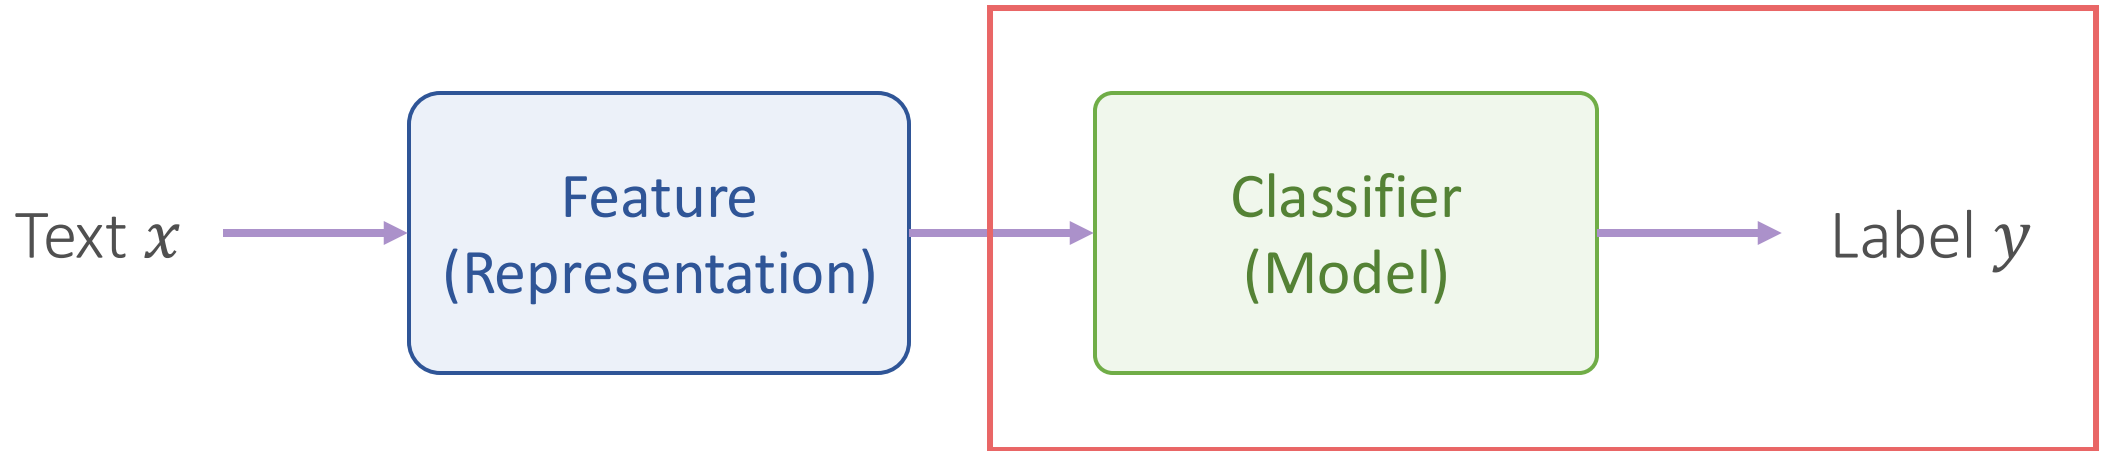 Text x
Feature
(Representation)
Classifier
(Model)
Label y